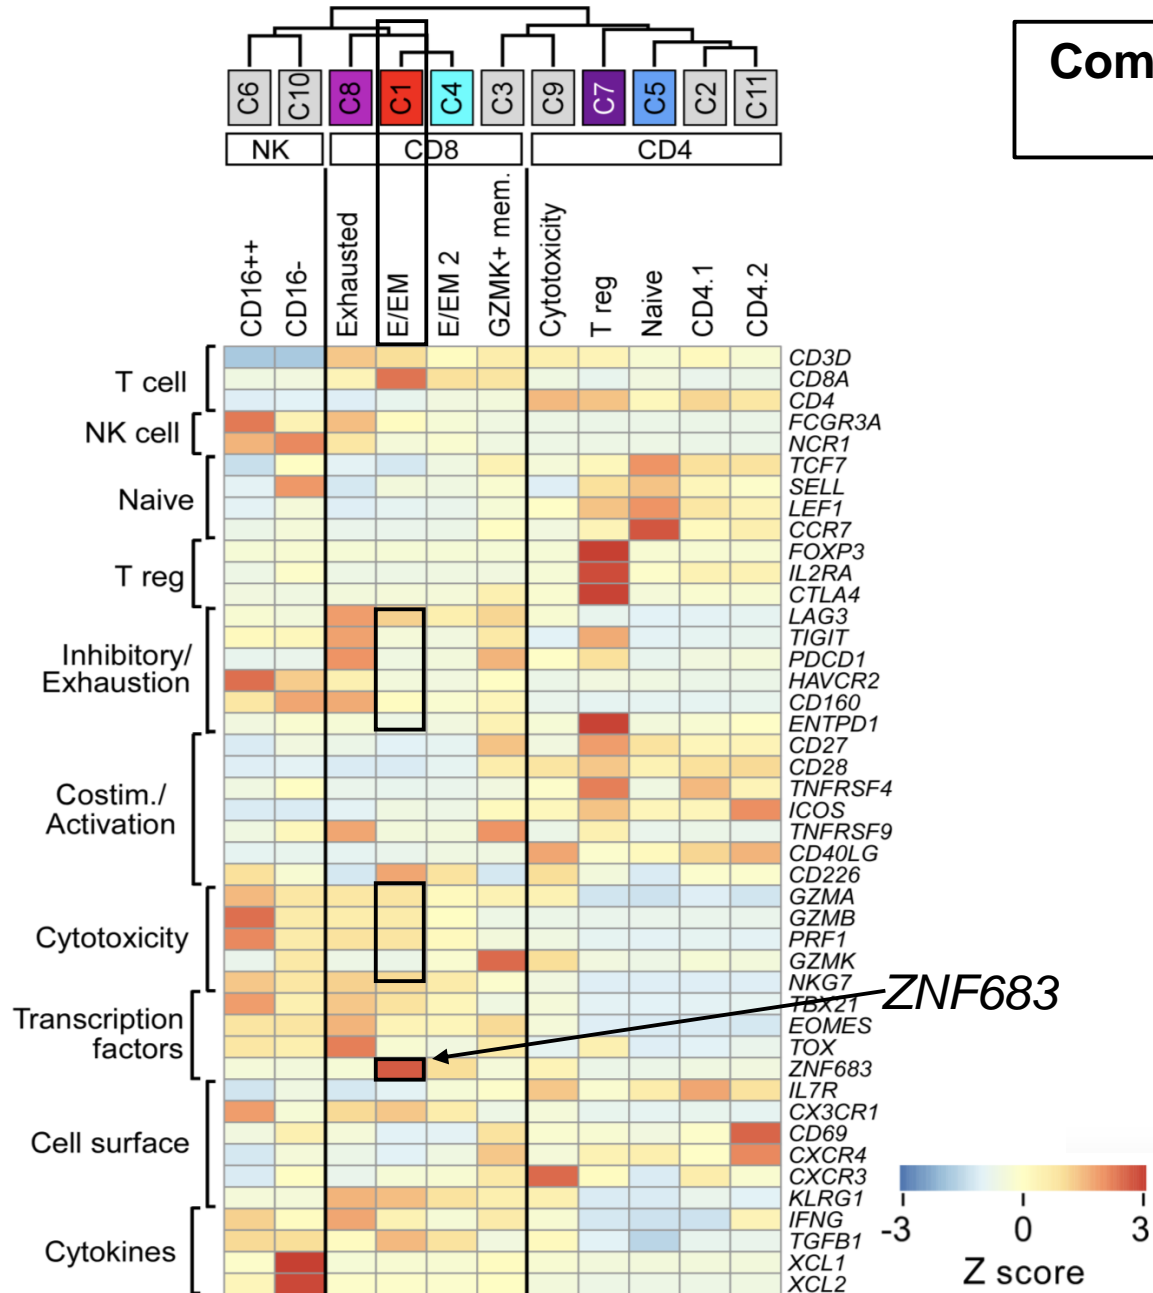 Com
C6
C10
C8
C1
C4
C3
C9
C7
C5
C2
C11
NK
CD8
CD4
CD16++
CD16-
Exhausted
E/EM
E/EM 2
GZMK+ mem.
Cytotoxicity
T reg
Naive
CD4.1
CD4.2
T cell
CD3D
CD8A
CD4
NK cell
FCGR3A
NCR1
Naive
TCF7
SELL
LEF1
CCR7
T reg
FOXP3
IL2RA
CTLA4
Inhibitory/
Exhaustion
LAG3
TIGIT
PDCD1
HAVCR2
CD160
ENTPD1
Costim./
Activation
CD27
CD28
TNFRSF4
ICOS
TNFRSF9
CD40LG
CD226
Cytotoxicity
GZMA
GZMB
PRF1
GZMK
NKG7
Transcription
factors
TBX21
EOMES
TOX
ZNF683
ZNF683
Cell surface
IL7R
CX3CR1
CD69
CXCR4
CXCR3
KLRG1
Cytokines
IFNG
TGFB1
XCL1
XCL2
-3
0
3
Z score